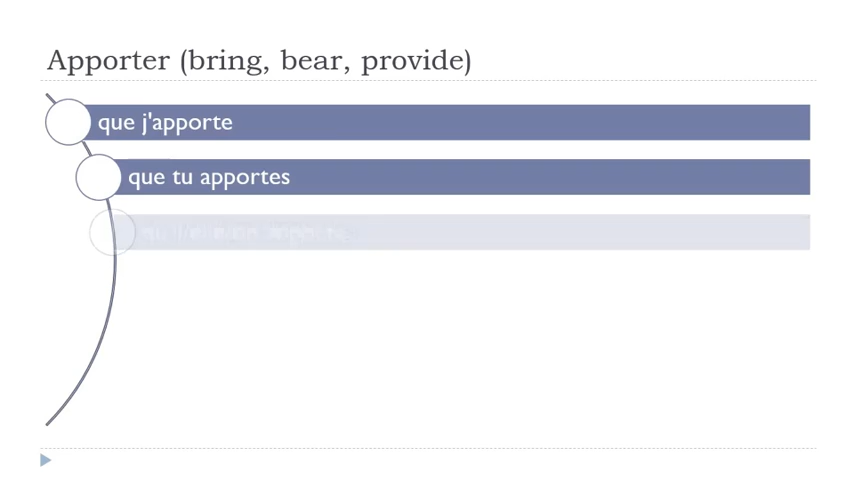 Apporter (bring, bear, provide)
que j'apporte
que tu apportes